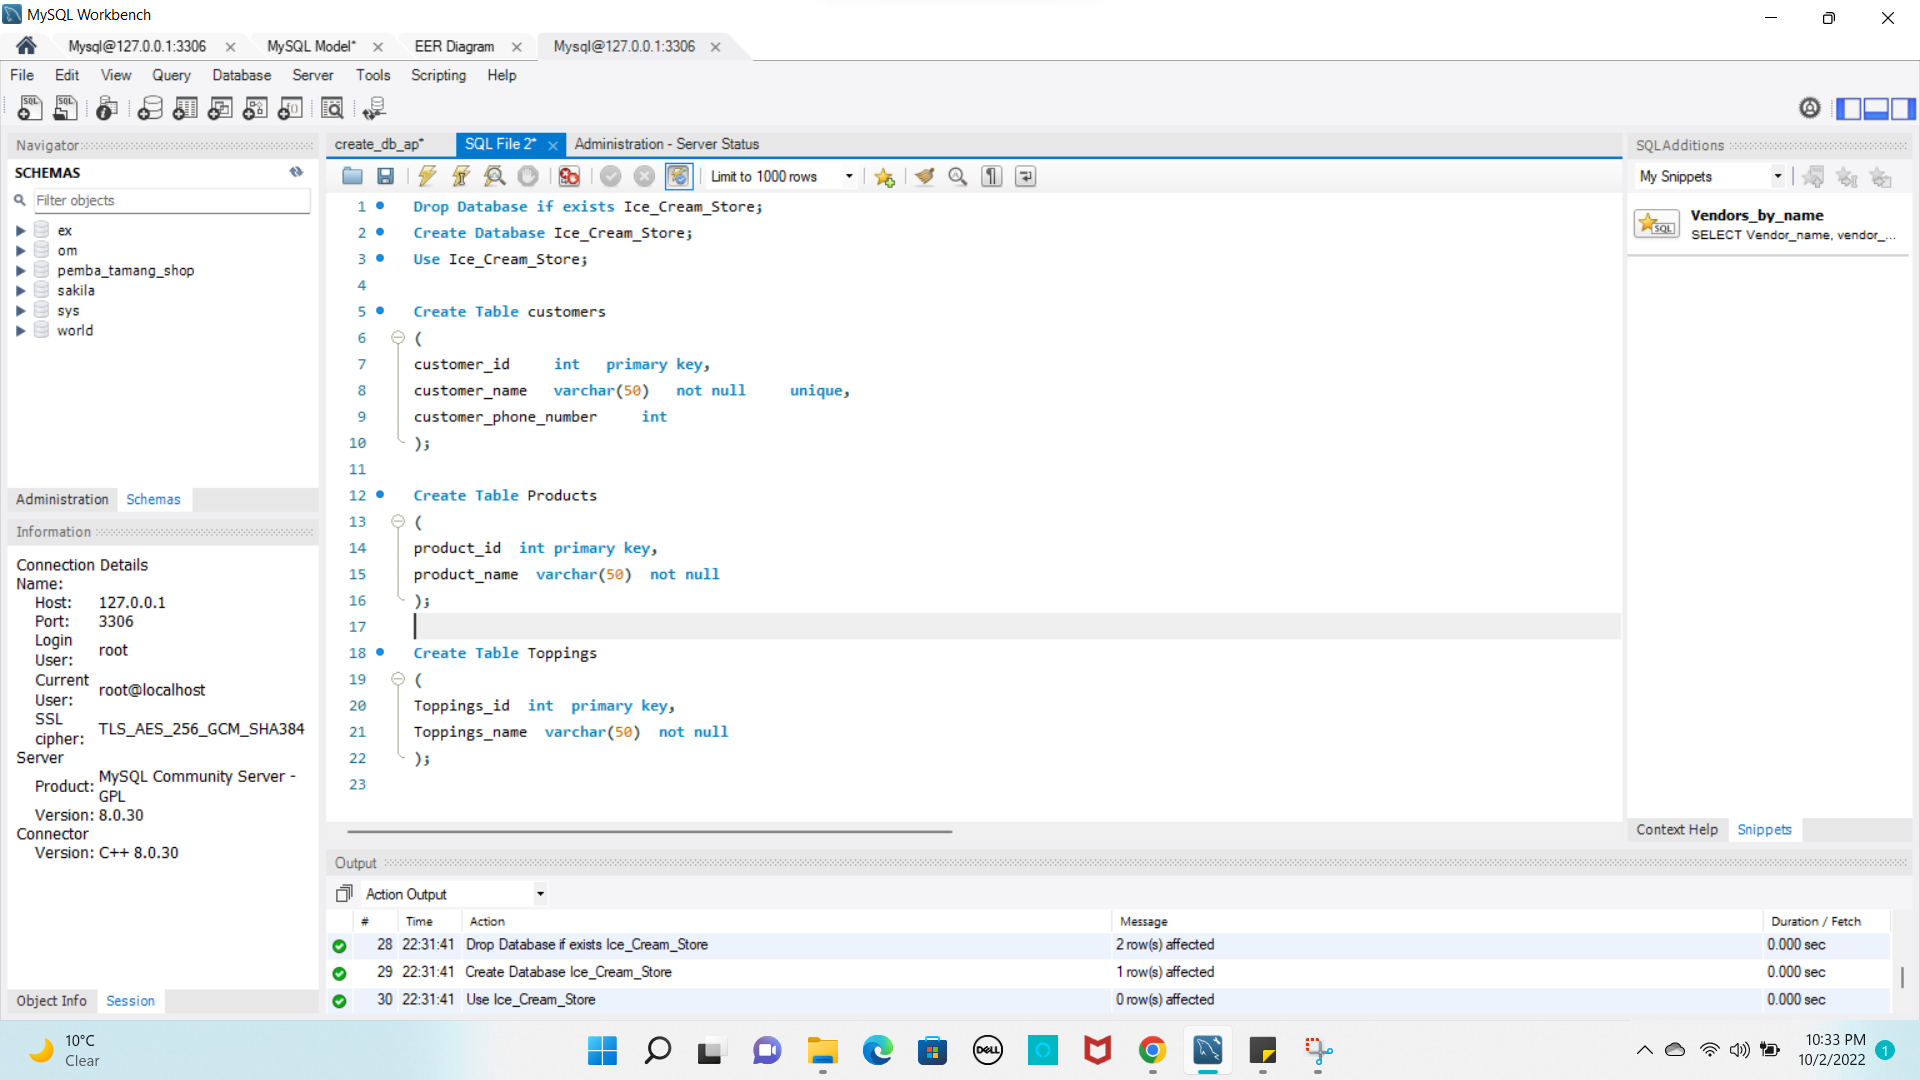 MySQL Workbench
Mysql@127.0.0.1:3306
MySQL Model*
EER Diagram
Mysql@127.0.0.1:3306
File Edit View Query Database Server Tools Scripting Help
Navigator
SCHEMAS
Filter objects
ex
om
pemba_tamang_shop
sakila
sys
world
Administration
Schemas
Information
Connection Details
Name:
Host: 127.0.0.1
Port: 3306
Login User: root
Current User: root@localhost
SSL cipher: TLS_AES_256_GCM_SHA384
Server
Product: MySQL Community Server - GPL
Version: 8.0.30
Connector
Version: C++ 8.0.30
Object Info
Session
create_db_ap*
SQL File 2*
Administration - Server Status
Limit to 1000 rows
1 Drop Database if exists Ice_Cream_Store;
2 Create Database Ice_Cream_Store;
3 Use Ice_Cream_Store;
4
5 Create Table customers
6 (
7 customer_id int primary key,
8 customer_name varchar(50) not null unique,
9 customer_phone_number int
10 );
11
12 Create Table Products
13 (
14 product_id int primary key,
15 product_name varchar(50) not null
16 );
17
18 Create Table Toppings
19 (
20 Toppings_id int primary key,
21 Toppings_name varchar(50) not null
22 );
23
SQLAdditions
My Snippets
Vendors_by_name
SELECT Vendor_name, vendor_...
Context Help
Snippets
Output
Action Output
# Time Action Message Duration / Fetch
28 22:31:41 Drop Database if exists Ice_Cream_Store 2 row(s) affected 0.000 sec
29 22:31:41 Create Database Ice_Cream_Store 1 row(s) affected 0.000 sec
30 22:31:41 Use Ice_Cream_Store 0 row(s) affected 0.000 sec
10°C
Clear
DELL
10:33 PM
10/2/2022
1